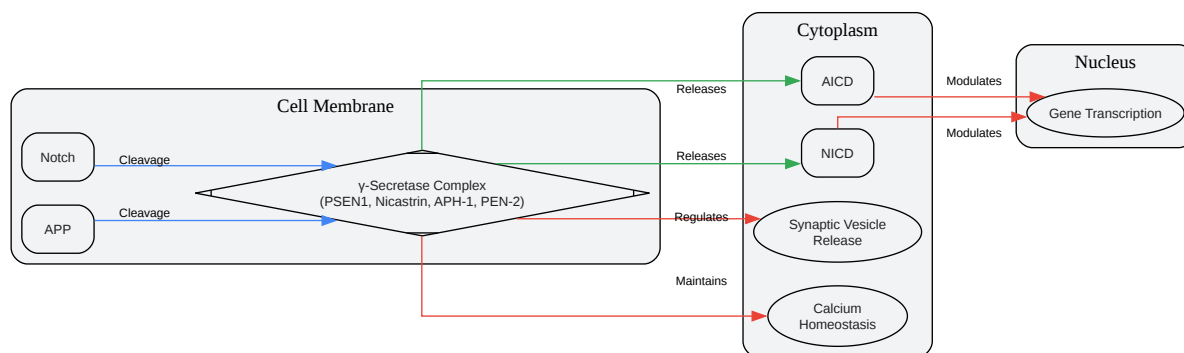 Cell Membrane
Notch
Cleavage
APP
Cleavage
γ-Secretase Complex
(PSEN1, Nicastrin, APH-1, PEN-2)
Releases
Releases
Regulates
Maintains
Cytoplasm
AICD
NICD
Synaptic Vesicle
Release
Calcium
Homeostasis
Modulates
Modulates
Nucleus
Gene Transcription